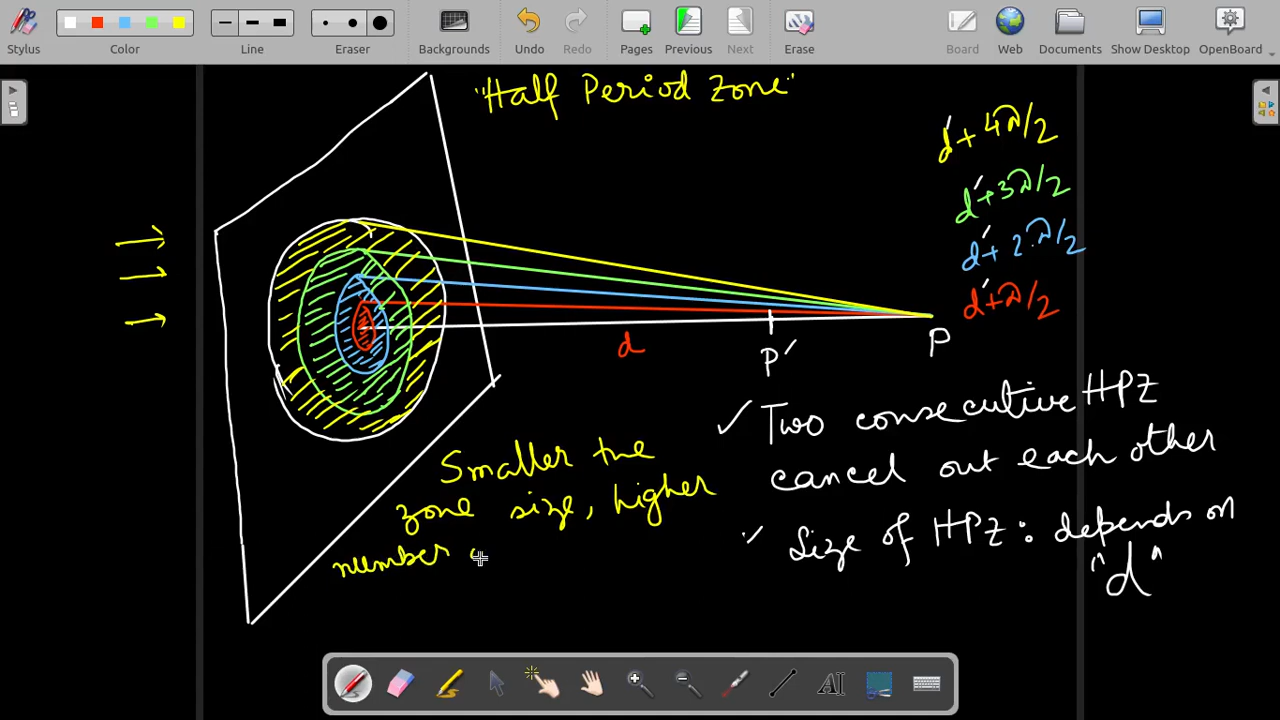 Stylus
Color
Line
Eraser
Backgrounds
Undo
Redo
Pages
Previous
Next
Erase
Board
Web
Documents
Show Desktop
OpenBoard
"Half Period Zone"
d'+4λ/2
d'+3λ/2
d'+2.λ/2
d'+λ/2
d
P'
P
✓ Two consecutive HPZ
cancel out each other
✓ Size of HPZ: depends on
"d"
Smaller the
zone size, higher
number